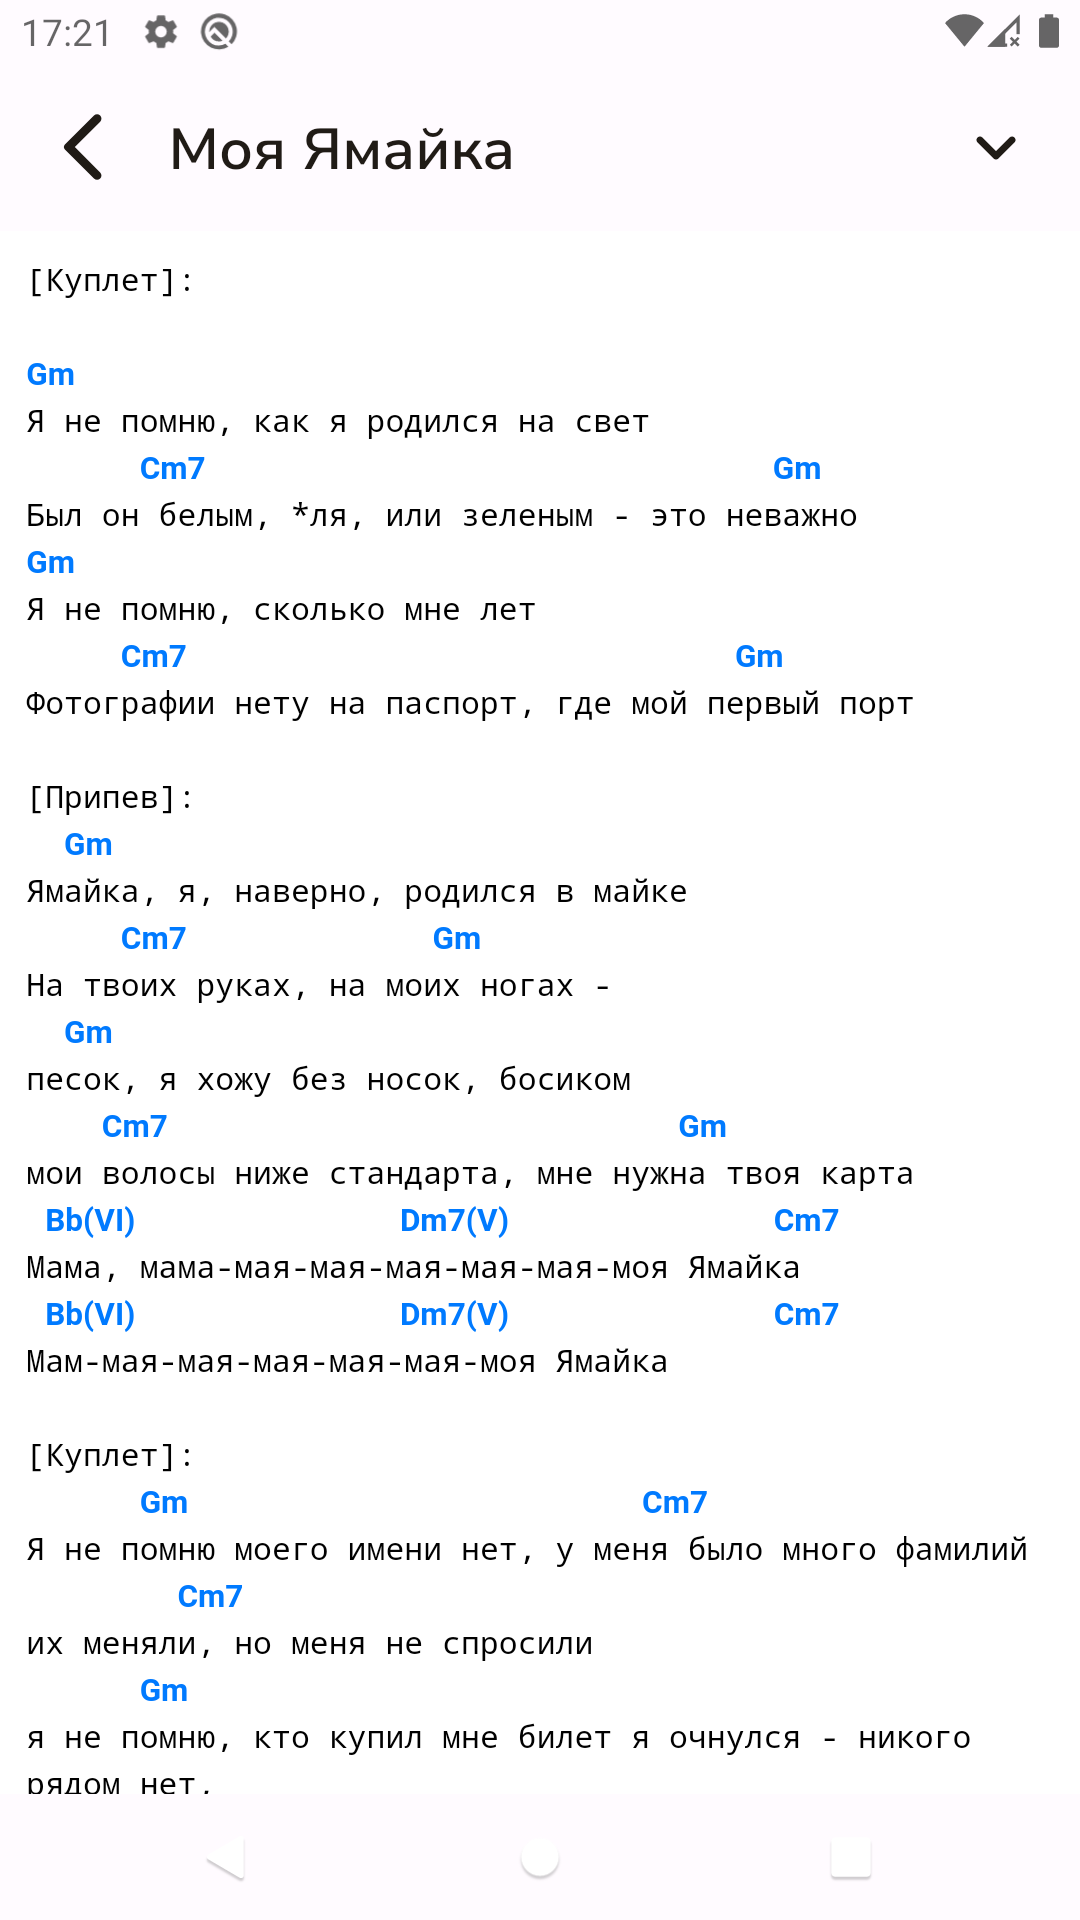 17:21
Моя Ямайка
[Куплет]:
Gm
Я не помню, как я родился на свет
Cm7 Gm
Был он белым, *ля, или зеленым - это неважно
Gm
Я не помню, сколько мне лет
Cm7 Gm
Фотографии нету на паспорт, где мой первый порт
[Припев]:
Gm
Ямайка, я, наверно, родился в майке
Cm7 Gm
На твоих руках, на моих ногах -
Gm
песок, я хожу без носок, босиком
Cm7 Gm
мои волосы ниже стандарта, мне нужна твоя карта
Bb(VI) Dm7(V) Cm7
Мама, мама-мая-мая-мая-мая-мая-моя Ямайка
Bb(VI) Dm7(V) Cm7
Мам-мая-мая-мая-мая-мая-моя Ямайка
[Куплет]:
Gm Cm7
Я не помню моего имени нет, у меня было много фамилий
Cm7
их меняли, но меня не спросили
Gm
я не помню, кто купил мне билет я очнулся - никого
рядом нет.